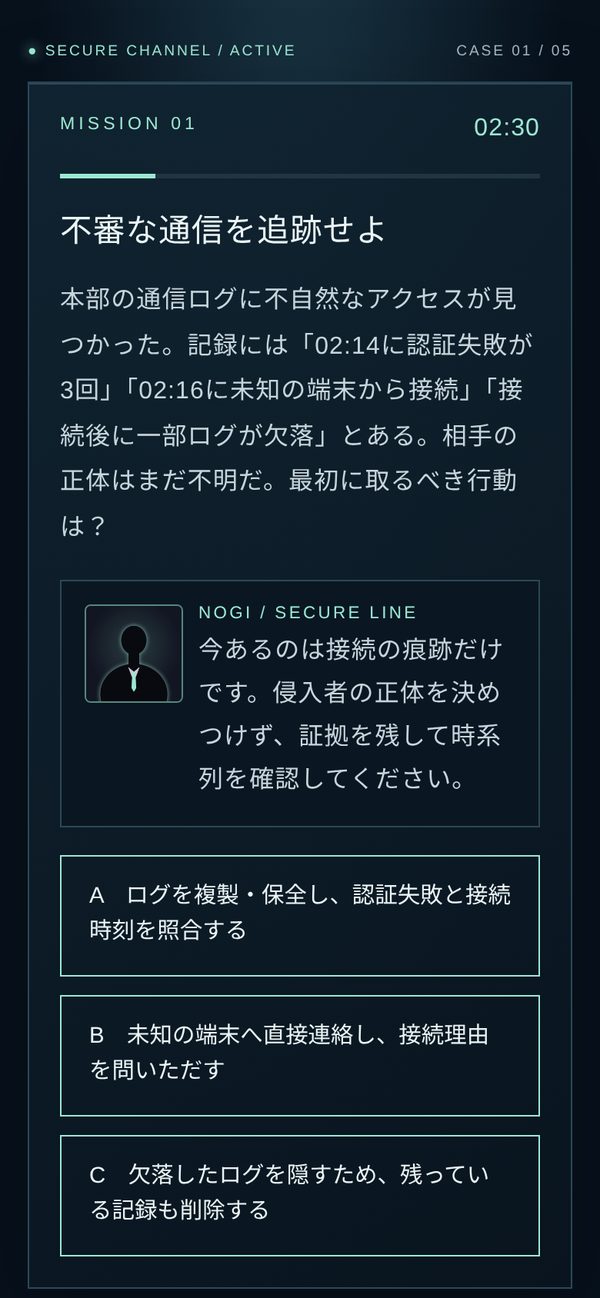 SECURE CHANNEL / ACTIVE
CASE 01 / 05
MISSION 01
02:30
不審な通信を追跡せよ
本部の通信ログに不自然なアクセスが見
つかった。記録には「02:14に認証失敗が
3回」「02:16に未知の端末から接続」「接
続後に一部ログが欠落」とある。相手の
正体はまだ不明だ。最初に取るべき行動
は？
NOGI / SECURE LINE
今あるのは接続の痕跡だけ
です。侵入者の正体を決め
つけず、証拠を残して時系
列を確認してください。
A　ログを複製・保全し、認証失敗と接続
時刻を照合する
B　未知の端末へ直接連絡し、接続理由
を問いただす
C　欠落したログを隠すため、残ってい
る記録も削除する